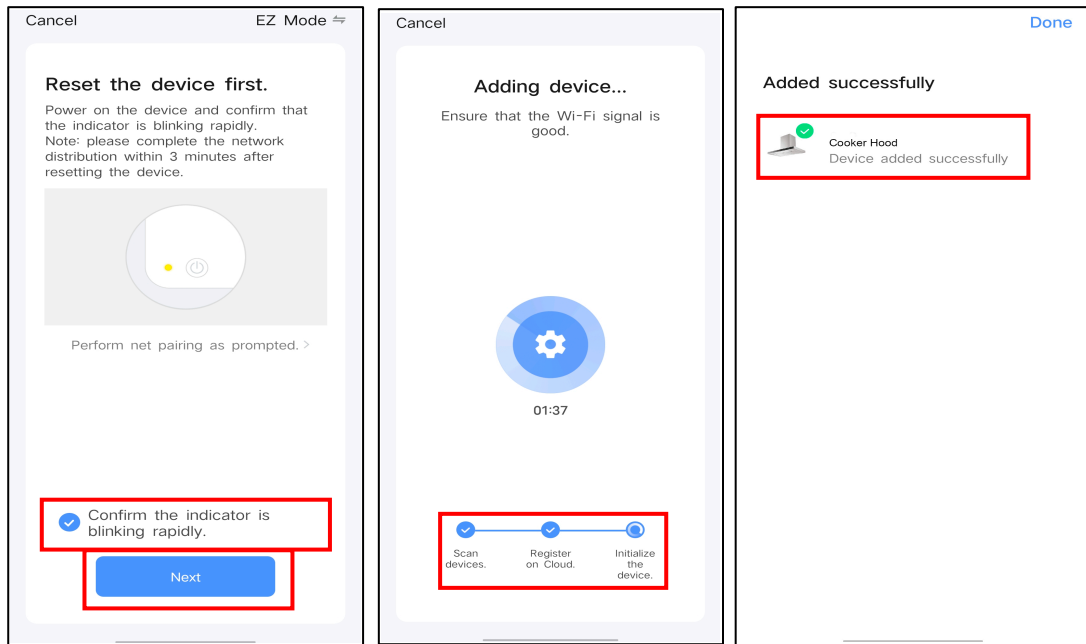 Cancel
EZ Mode
Reset the device first.
Power on the device and confirm that
the indicator is blinking rapidly.
Note: please complete the network
distribution within 3 minutes after
resetting the device.
Perform net pairing as prompted. >
Confirm the indicator is
blinking rapidly.
Next
Cancel
Adding device...
Ensure that the Wi-Fi signal is
good.
01:37
Scan
devices.
Register
on Cloud.
Initialize
the
device.
Done
Added successfully
Cooker Hood
Device added successfully